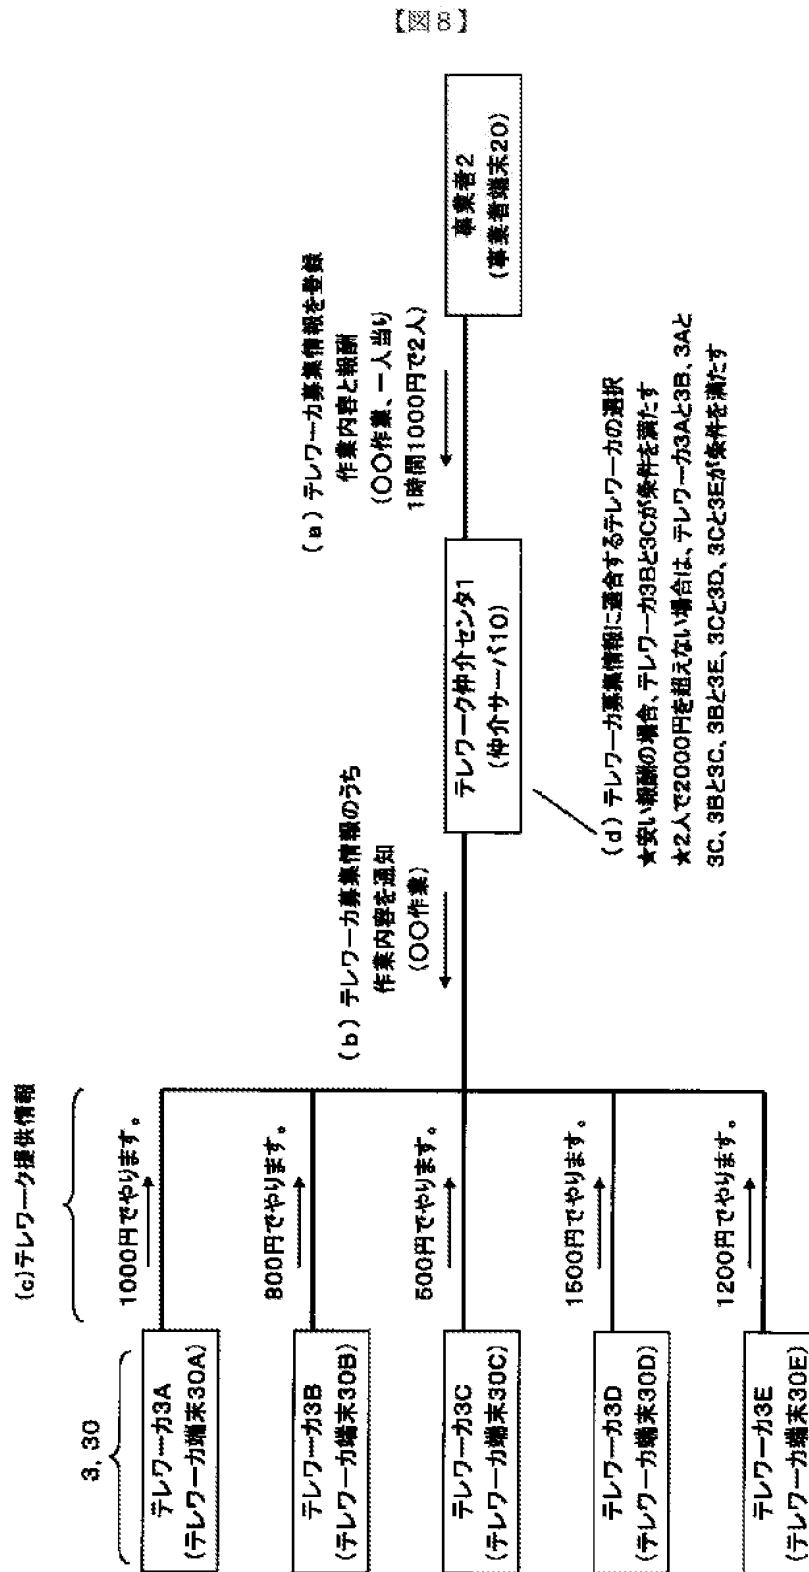 【図8】
3, 30
(c)テレワーク提供情報
テレワーカ3A
(テレワーカ端末30A)
1000円でやります。
テレワーカ3B
(テレワーカ端末30B)
800円でやります。
テレワーカ3C
(テレワーカ端末30C)
500円でやります。
テレワーカ3D
(テレワーカ端末30D)
1500円でやります。
テレワーカ3E
(テレワーカ端末30E)
1200円でやります。
(b) テレワーカ募集情報のうち
作業内容を通知
(〇〇作業)
テレワーク仲介センタ1
(仲介サーバ10)
(a) テレワーカ募集情報を登録
作業内容と報酬
(〇〇作業、一人当り
1時間1000円で2人)
事業者2
(事業者端末20)
(d) テレワーカ募集情報に適合するテレワーカの選択
★安い報酬の場合、テレワーカ3Bと3Cが条件を満たす
★2人で2000円を超えない場合は、テレワーカ3Aと3B、3Aと
3C、3Bと3C、3Bと3E、3Cと3D、3Cと3Eが条件を満たす